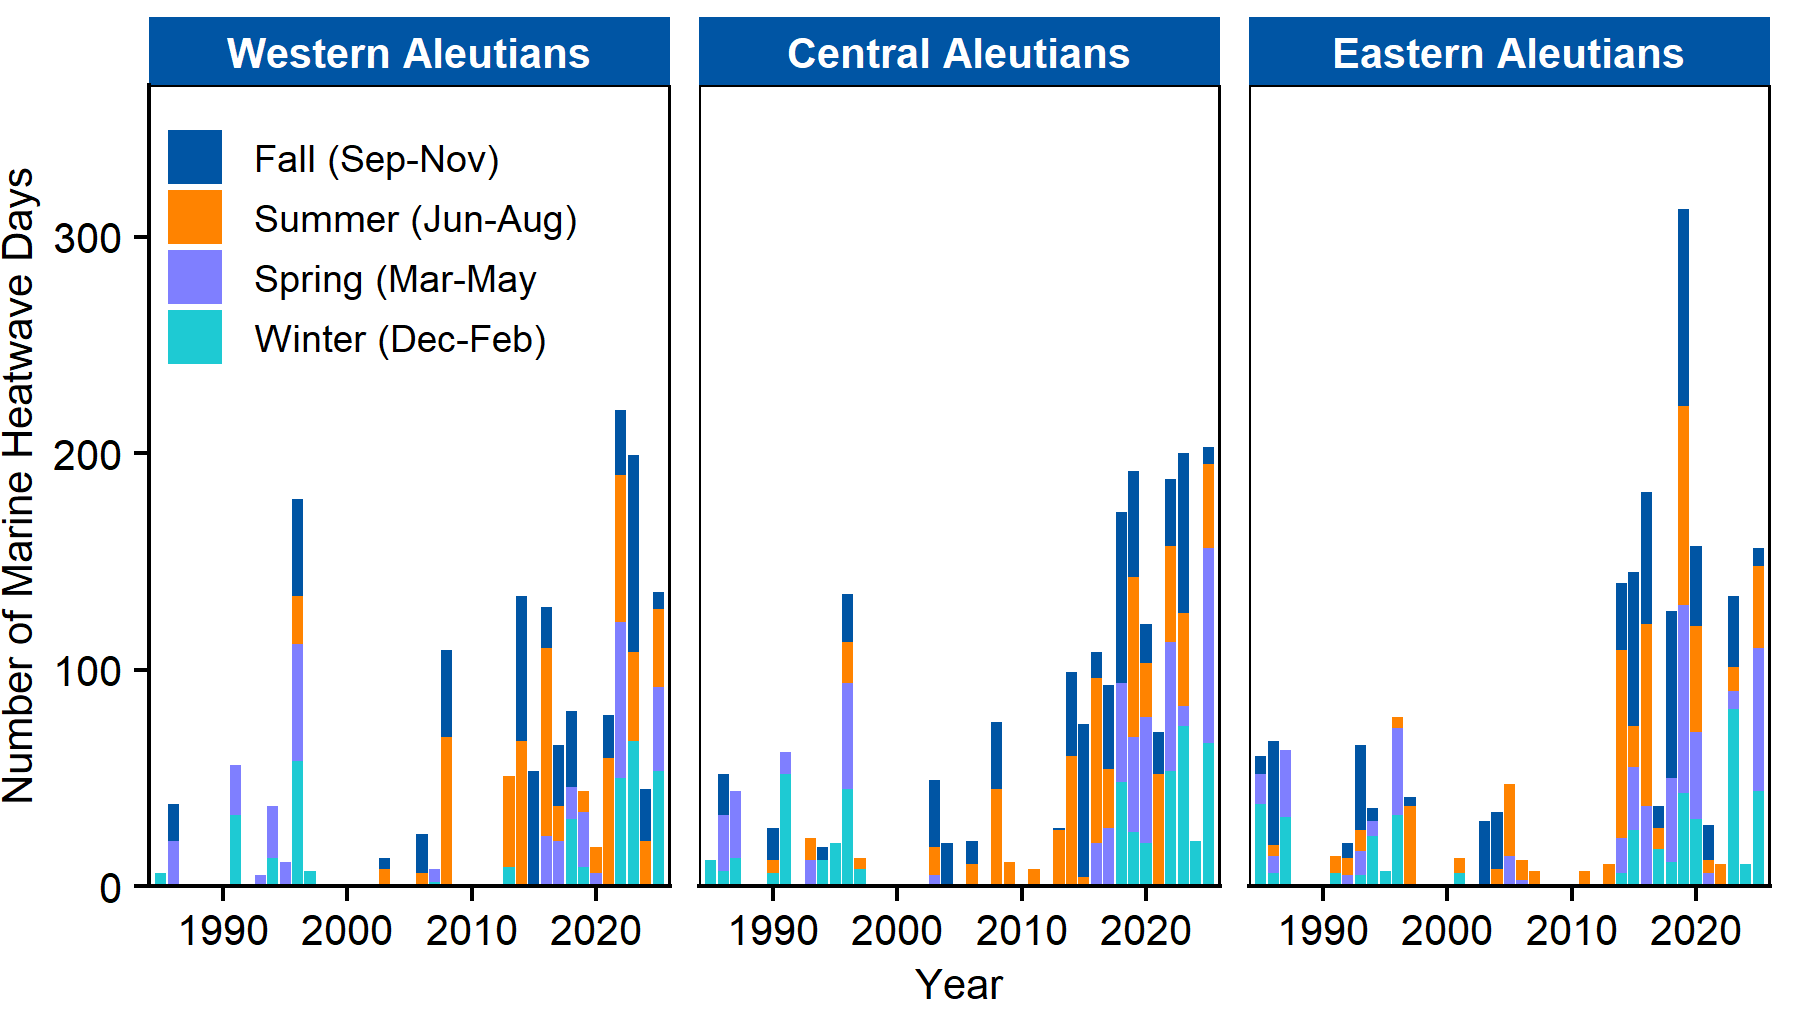 Western Aleutians
Central Aleutians
Eastern Aleutians
Fall (Sep-Nov)
Summer (Jun-Aug)
Spring (Mar-May
Winter (Dec-Feb)
Number of Marine Heatwave Days
300
200
100
0
1990 2000 2010 2020
1990 2000 2010 2020
1990 2000 2010 2020
Year